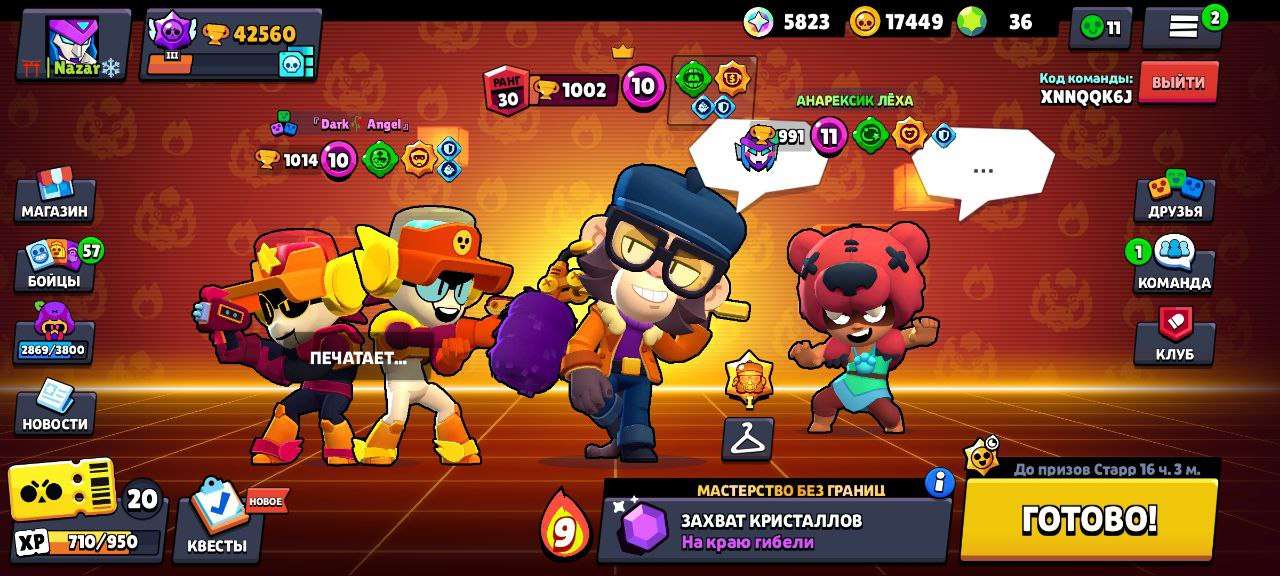 Nazar
III
42560
5823
17449
36
11
2
Код команды:
XNNQQK6J
ВЫЙТИ
РАНГ
30
1002
10
АНАРЕКСИК ЛЁХА
991
11
...
『Dark Angel』
1014
10
МАГАЗИН
БОЙЦЫ
57
2869/3800
НОВОСТИ
ДРУЗЬЯ
1
КОМАНДА
КЛУБ
ПЕЧАТАЕТ...
I
20
XP
710/950
КВЕСТЫ
НОВОЕ
9
МАСТЕРСТВО БЕЗ ГРАНИЦ
i
ЗАХВАТ КРИСТАЛЛОВ
На краю гибели
До призов Старр 16 ч. 3 м.
ГОТОВО!